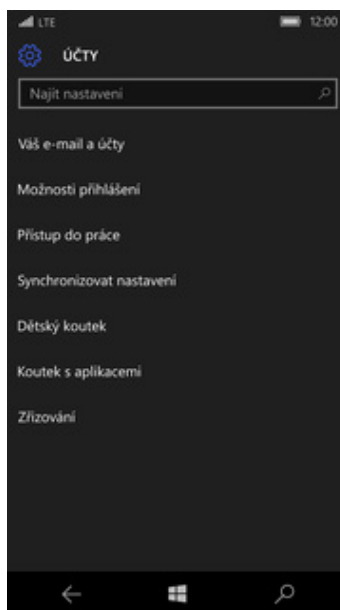 LTE 12:00
ÚČTY
Najít nastavení
Váš e-mail a účty
Možnosti přihlášení
Přístup do práce
Synchronizovat nastavení
Dětský koutek
Koutek s aplikacemi
Zřizování